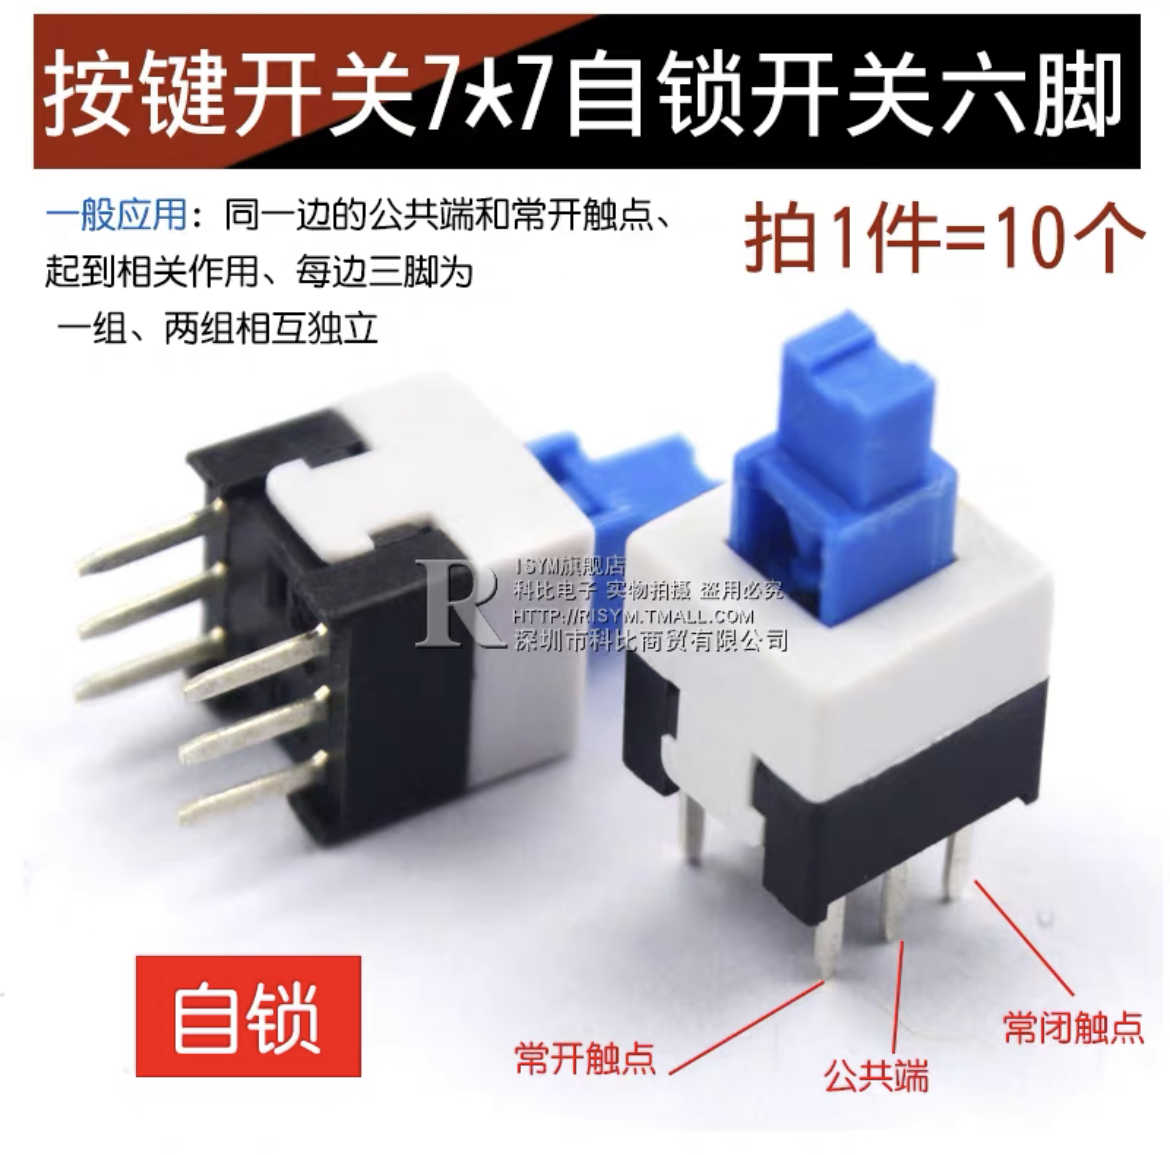 按键开关7*7自锁开关六脚
一般应用：同一边的公共端和常开触点、
起到相关作用、每边三脚为
一组、两组相互独立
拍1件=10个
R
ISYM旗舰店
科比电子 实物拍摄 盗用必究
HTTP://RISYM.TMALL.COM
深圳市科比商贸有限公司
自锁
常开触点
公共端
常闭触点